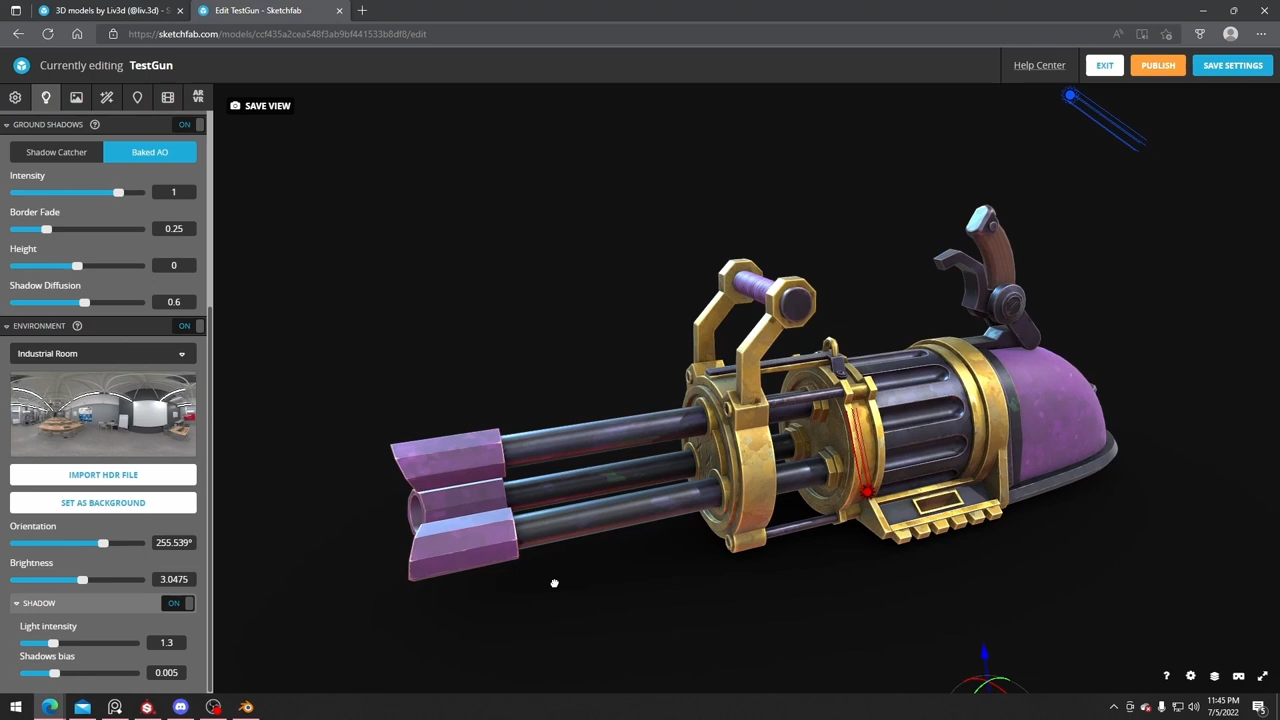 3D models by Liv3d (@liv.3d) - Sk
Edit TestGun - Sketchfab
https://sketchfab.com/models/ccf435a2cea548f3ab9bf441533b8df8/edit
Currently editing TestGun
Help Center
EXIT
PUBLISH
SAVE SETTINGS
AR
VR
SAVE VIEW
GROUND SHADOWS
ON
Shadow Catcher
Baked AO
Intensity
1
Border Fade
0.25
Height
0
Shadow Diffusion
0.6
ENVIRONMENT
ON
Industrial Room
IMPORT HDR FILE
SET AS BACKGROUND
Orientation
255.539°
Brightness
3.0475
SHADOW
ON
Light intensity
1.3
Shadows bias
0.005
11:45 PM
7/5/2022